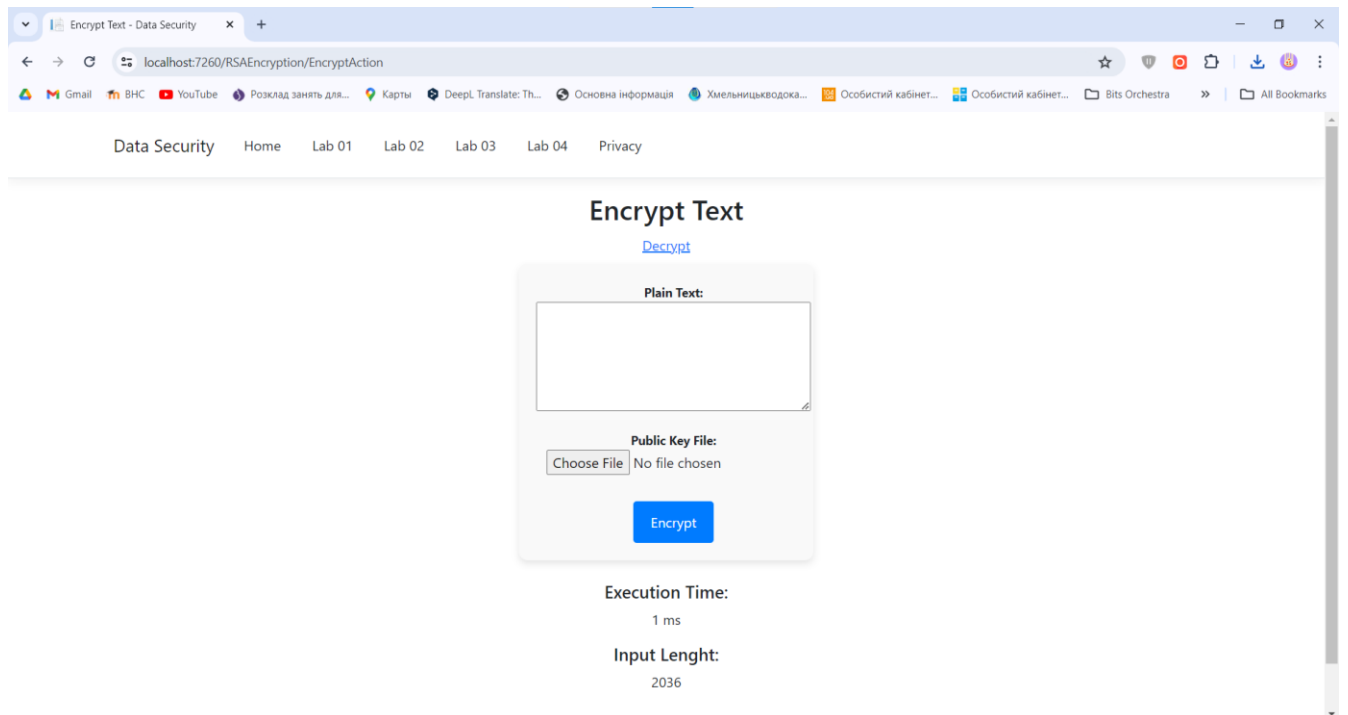 Encrypt Text - Data Security
localhost:7260/RSAEncryption/EncryptAction
Gmail BHC YouTube Розклад занять для... Карты DeepL Translate: Th... Основна інформація Хмельницькводока... Особистий кабінет... Особистий кабінет... Bits Orchestra » All Bookmarks
Data Security Home Lab 01 Lab 02 Lab 03 Lab 04 Privacy
Encrypt Text
Decrypt
Plain Text:
Public Key File:
Choose File No file chosen
Encrypt
Execution Time:
1 ms
Input Lenght:
2036